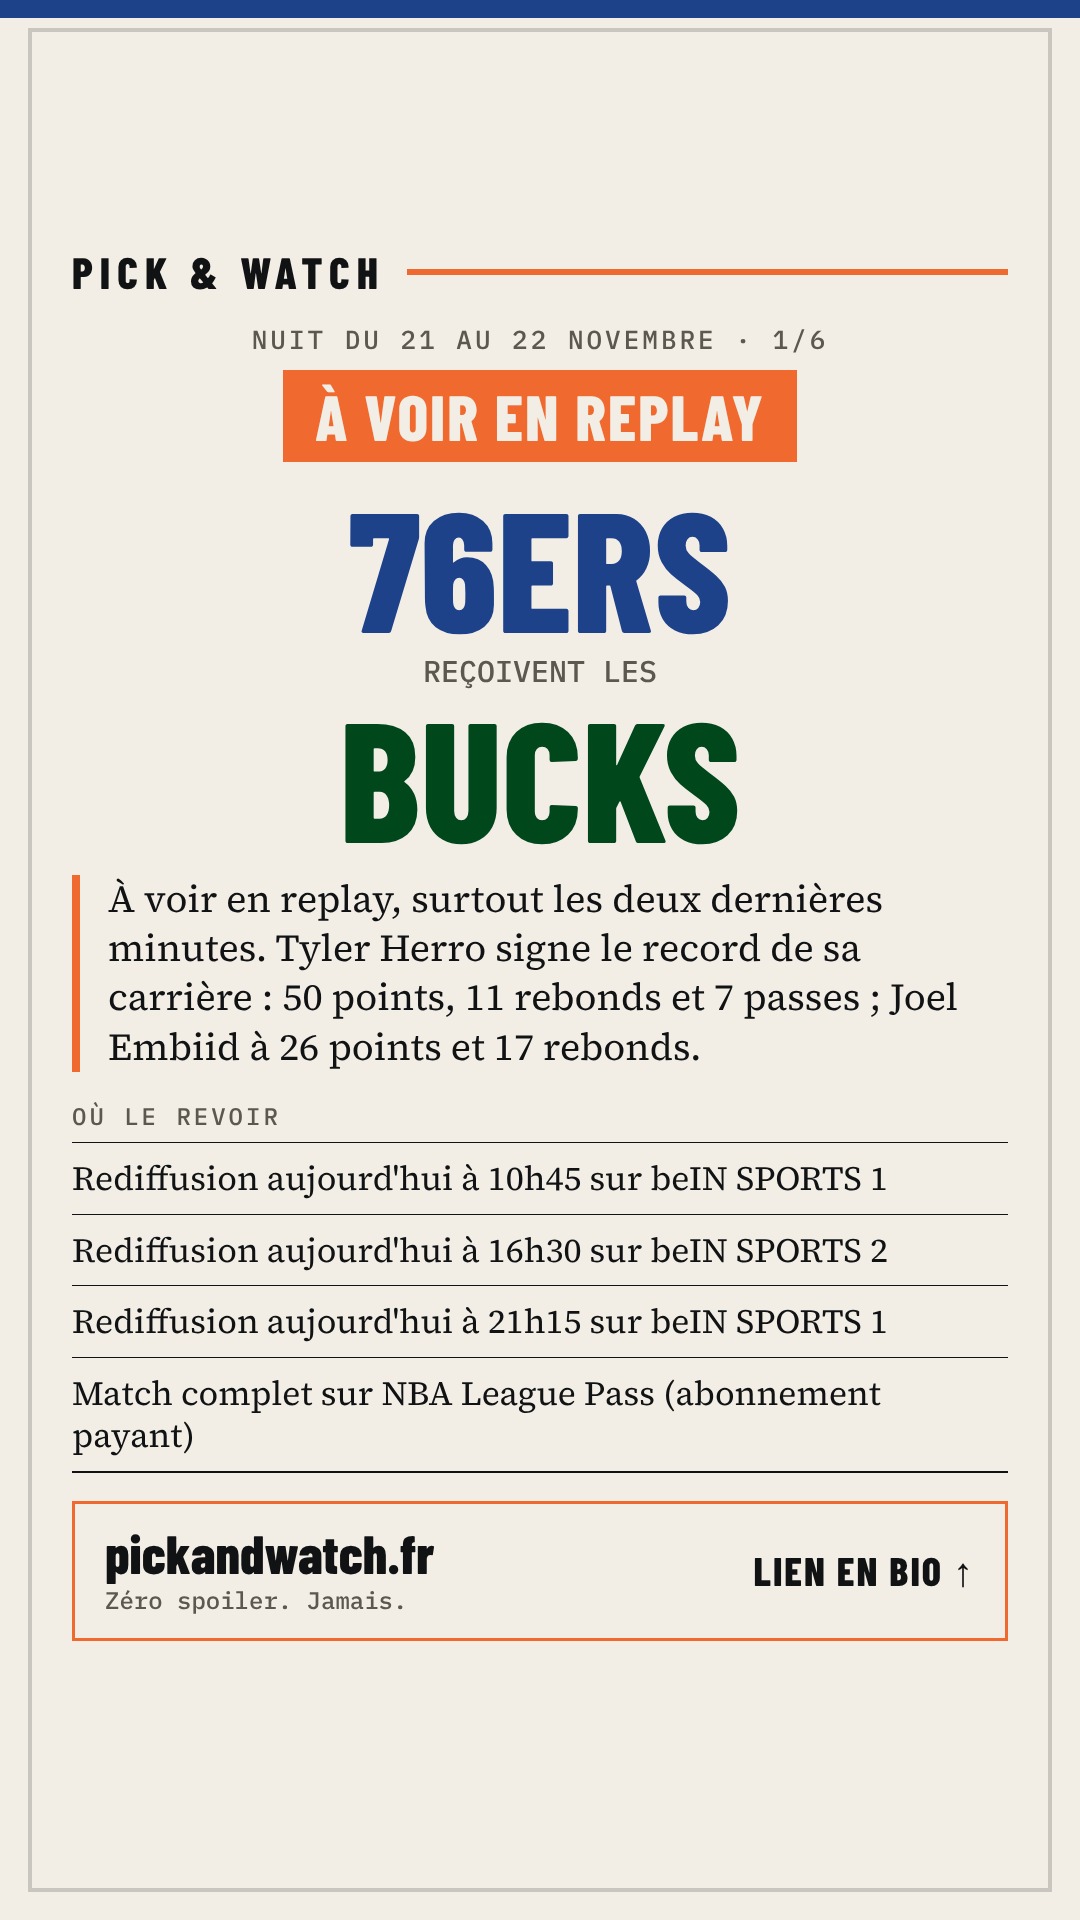 PICK & WATCH
NUIT DU 21 AU 22 NOVEMBRE · 1/6
À VOIR EN REPLAY
76ERS
REÇOIVENT LES
BUCKS
À voir en replay, surtout les deux dernières
minutes. Tyler Herro signe le record de sa
carrière : 50 points, 11 rebonds et 7 passes ; Joel
Embiid à 26 points et 17 rebonds.
OÙ LE REVOIR
Rediffusion aujourd'hui à 10h45 sur beIN SPORTS 1
Rediffusion aujourd'hui à 16h30 sur beIN SPORTS 2
Rediffusion aujourd'hui à 21h15 sur beIN SPORTS 1
Match complet sur NBA League Pass (abonnement
payant)
pickandwatch.fr
Zéro spoiler. Jamais.
LIEN EN BIO ↑